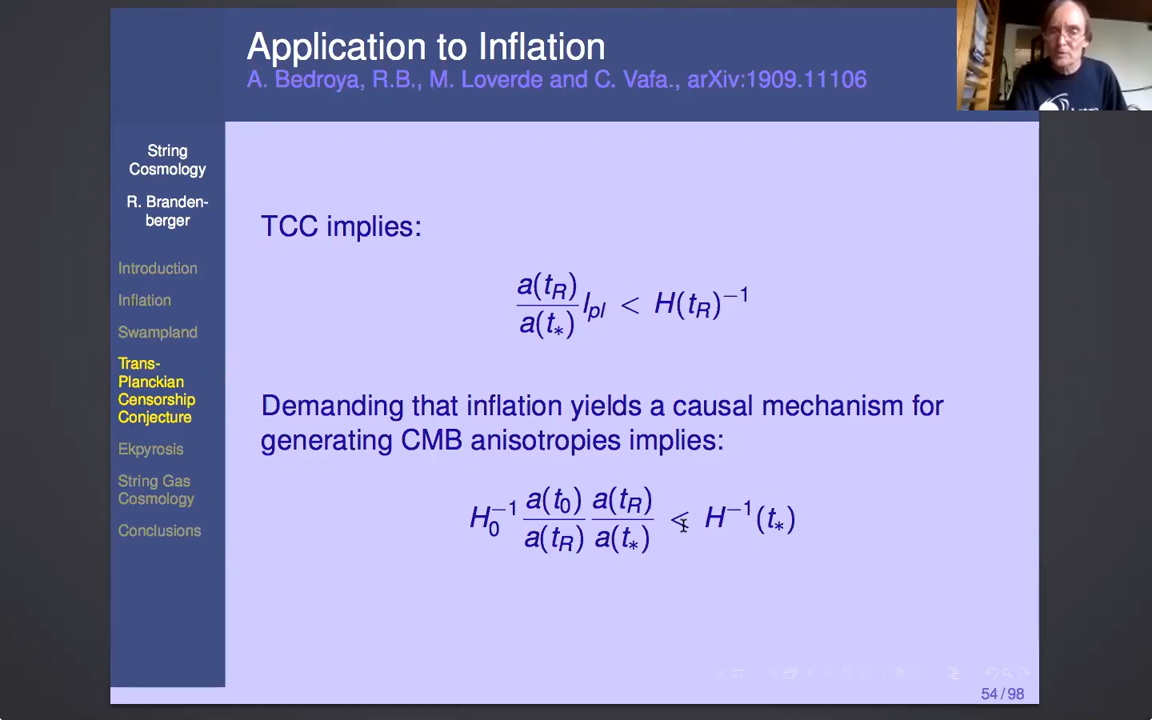 Application to Inflation
A. Bedroya, R.B., M. Loverde and C. Vafa., arXiv:1909.11106
String
Cosmology
R. Branden-
berger
Introduction
Inflation
Swampland
Trans-
Planckian
Censorship
Conjecture
Ekpyrosis
String Gas
Cosmology
Conclusions
TCC implies:
a(t_R)/a(t_*) l_pl < H(t_R)^−1
Demanding that inflation yields a causal mechanism for
generating CMB anisotropies implies:
H_0^−1 a(t_0)/a(t_R) a(t_R)/a(t_*) < H^−1(t_*)
54 / 98